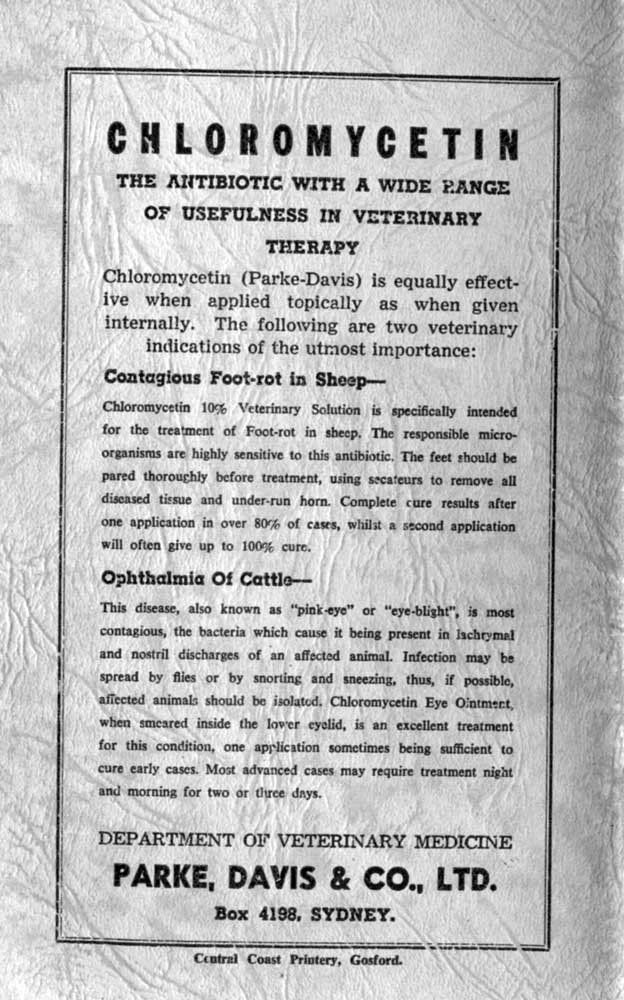 CHLOROMYCETIN
THE ANTIBIOTIC WITH A WIDE RANGE
OF USEFULNESS IN VETERINARY
THERAPY
Chloromycetin (Parke-Davis) is equally effect-
ive when applied topically as when given
internally. The following are two veterinary
indications of the utmost importance:
Contagious Foot-rot in Sheep—
Chloromycetin 10% Veterinary Solution is specifically intended
for the treatment of Foot-rot in sheep. The responsible micro-
organisms are highly sensitive to this antibiotic. The feet should be
pared thoroughly before treatment, using secateurs to remove all
diseased tissue and under-run horn. Complete cure results after
one application in over 80% of cases, whilst a second application
will often give up to 100% cure.
Ophthalmia Of Cattle—
This disease, also known as "pink-eye" or "eye-blight", is most
contagious, the bacteria which cause it being present in lachrymal
and nostril discharges of an affected animal. Infection may be
spread by flies or by snorting and sneezing, thus, if possible,
affected animals should be isolated. Chloromycetin Eye Ointment,
when smeared inside the lower eyelid, is an excellent treatment
for this condition, one application sometimes being sufficient to
cure early cases. Most advanced cases may require treatment night
and morning for two or three days.
DEPARTMENT OF VETERINARY MEDICINE
PARKE, DAVIS & CO., LTD.
Box 4198, SYDNEY.
Central Coast Printery, Gosford.